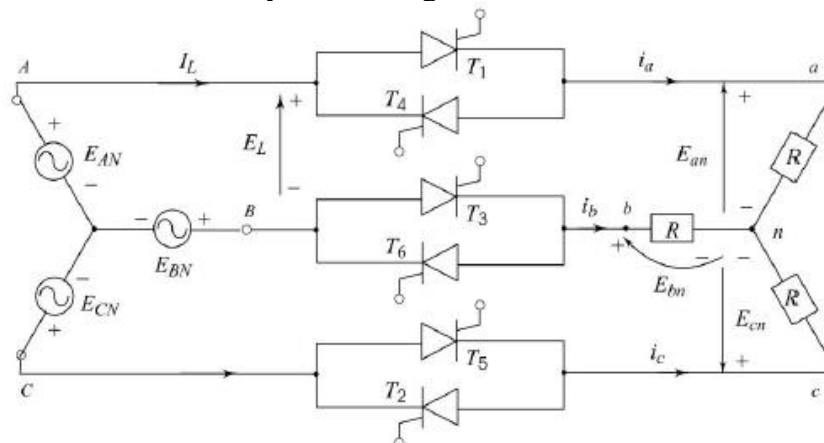 A I_L T_1 i_a a
T_4
+ E_AN − + E_L − + E_an − R
B T_3 i_b b R n
− E_BN + T_6 + E_bn − −
− E_CN + R
T_5 E_cn
C T_2 i_c + c